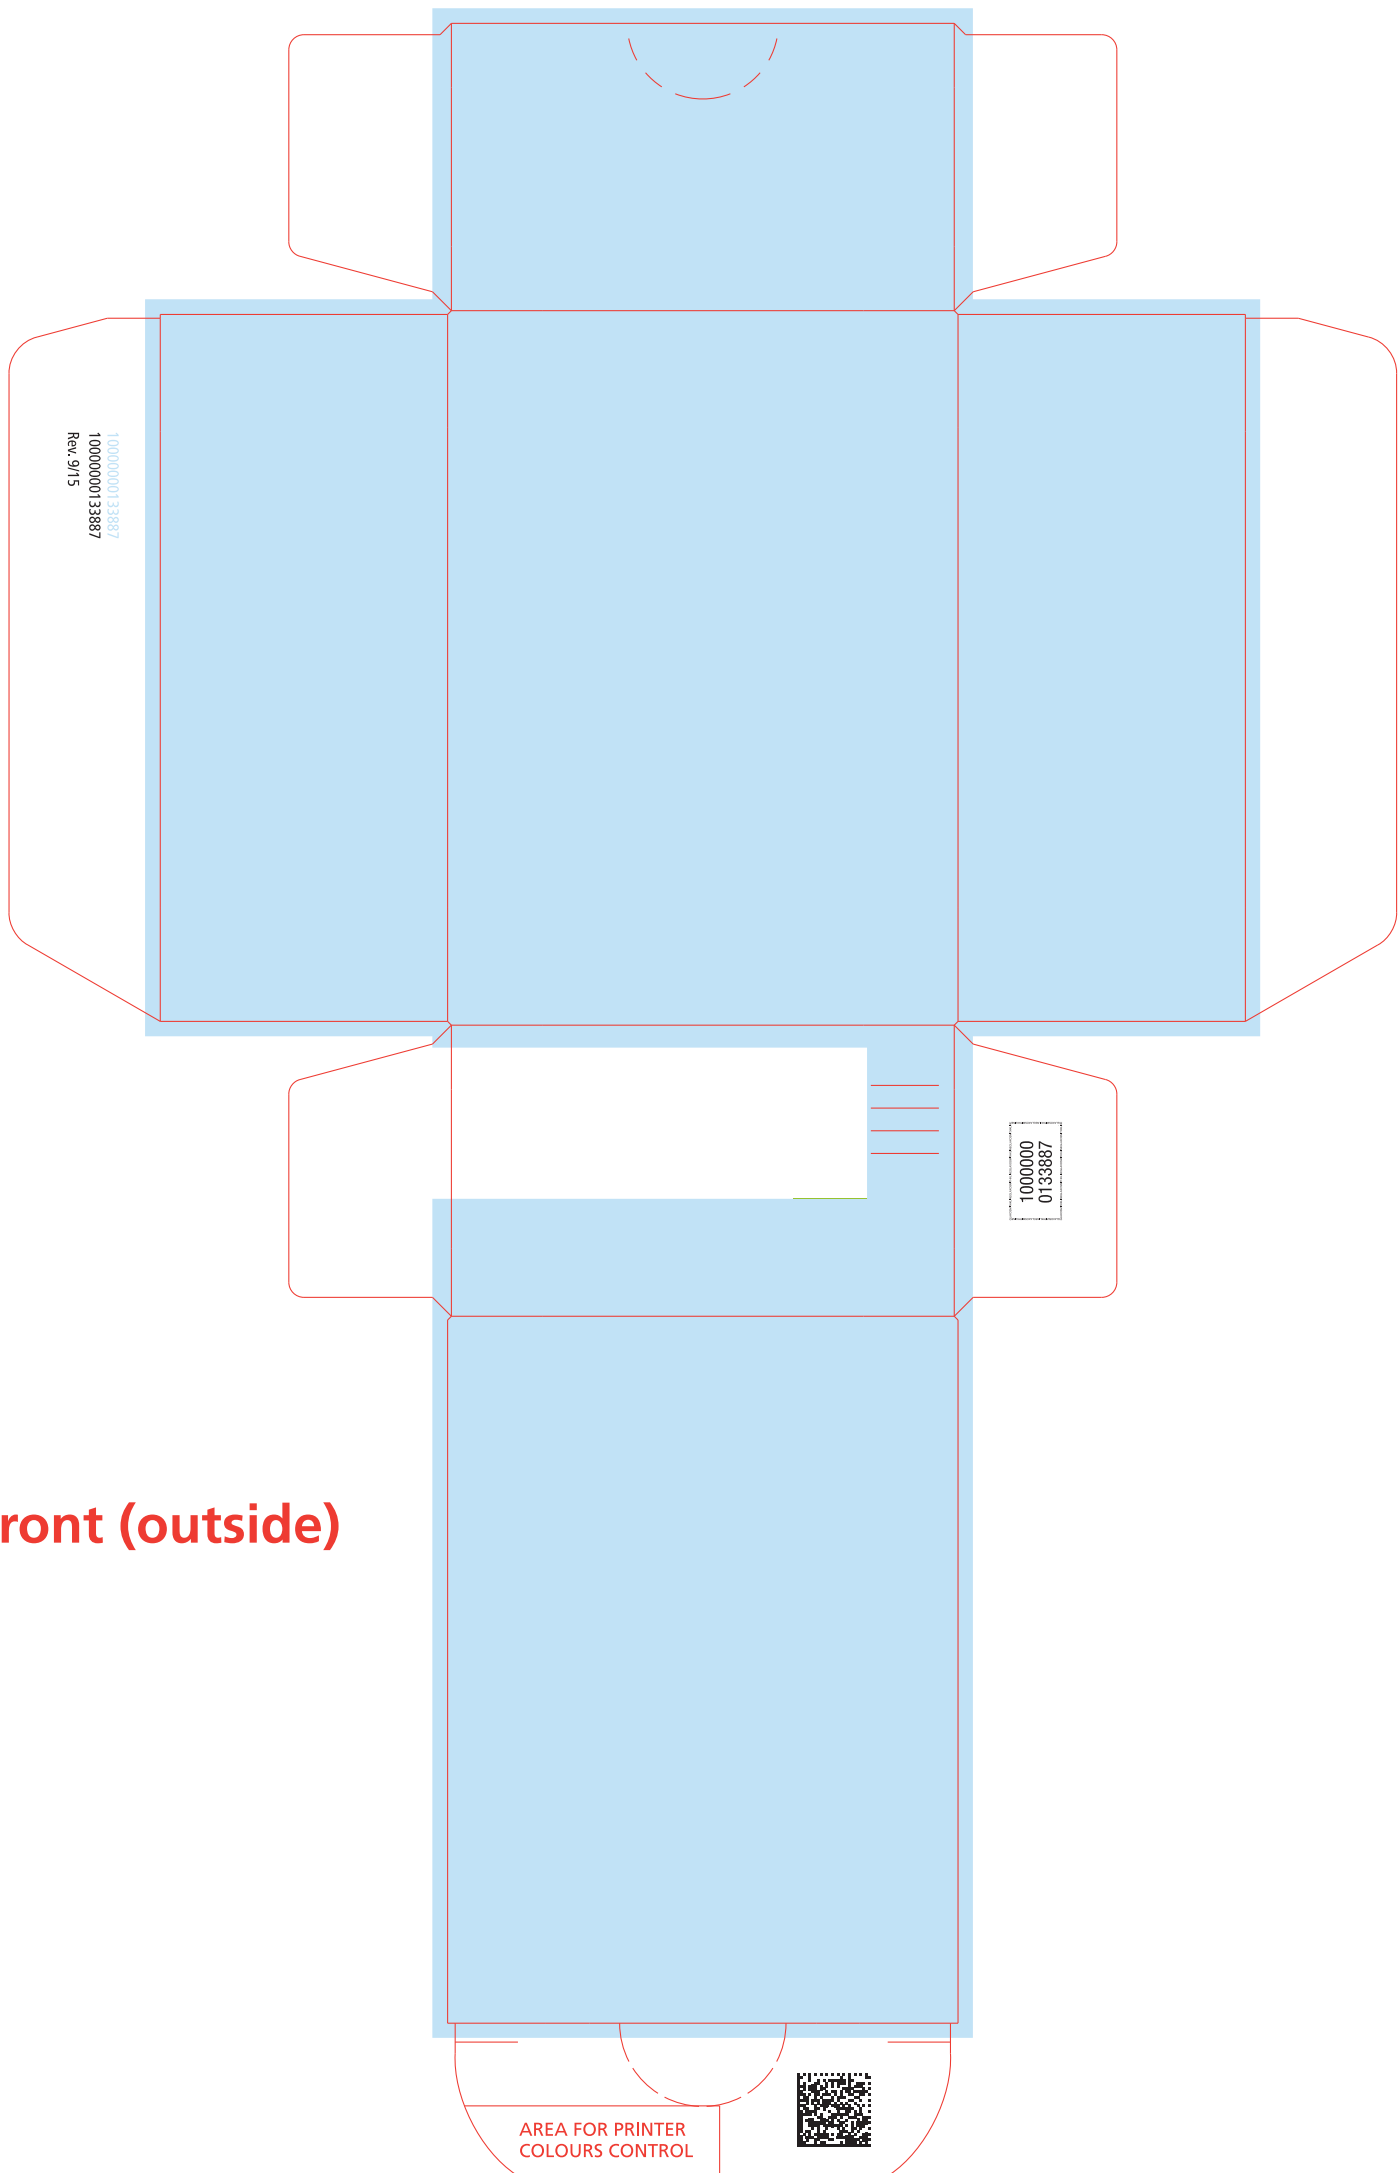 10000000133887
10000000133887
Rev. 9/15
1000000
0133887
ront (outside)
AREA FOR PRINTER
COLOURS CONTROL